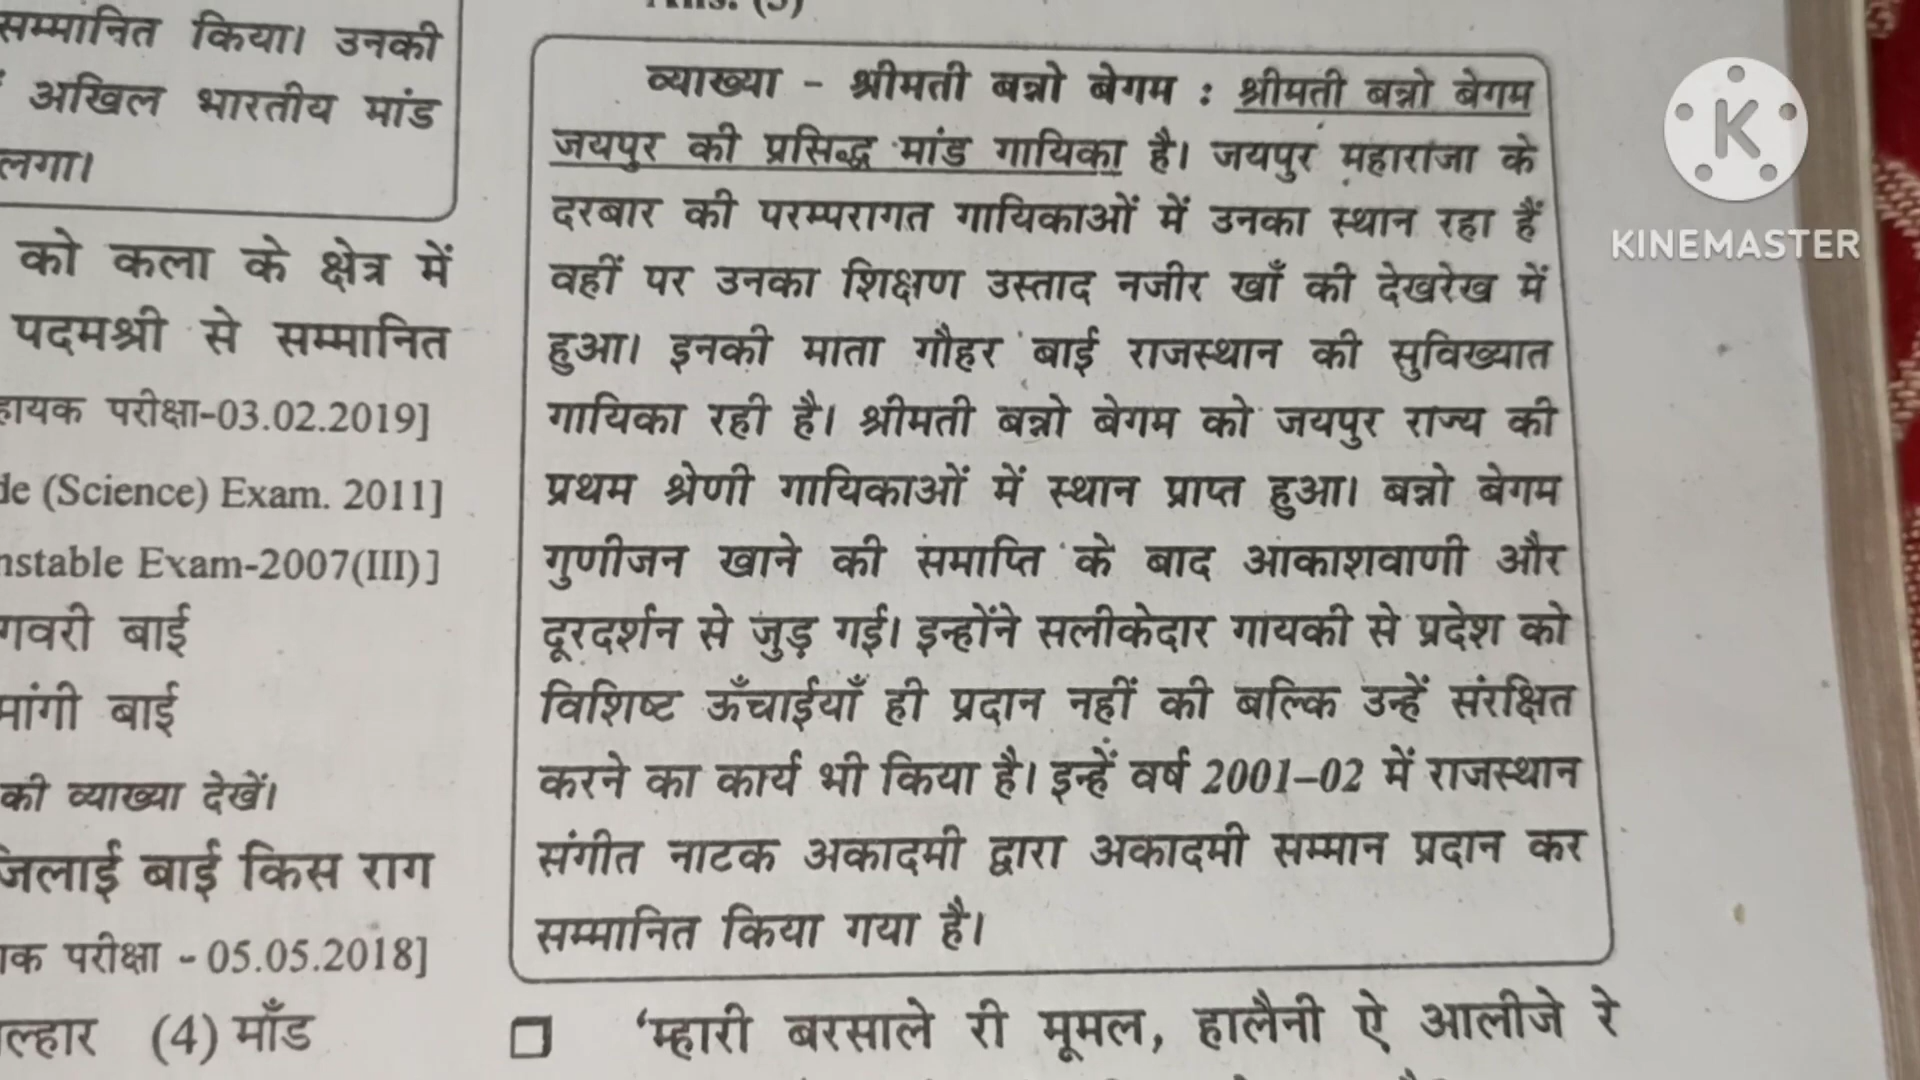 सम्मानित किया। उनकी
अखिल भारतीय मांड
लगा।
को कला के क्षेत्र में
पदमश्री से सम्मानित
परीक्षा-03.02.2019]
(Science) Exam. 2011]
Exam-2007(III)]
गवरी बाई
मांगी बाई
की व्याख्या देखें।
बाई किस राग
परीक्षा - 05.05.2018]
(4) माँड
व्याख्या - श्रीमती बन्नो बेगम : श्रीमती बन्नो बेगम
जयपुर की प्रसिद्ध मांड गायिका है। जयपुर महाराजा के
दरबार की परम्परागत गायिकाओं में उनका स्थान रहा हैं
वहीं पर उनका शिक्षण उस्ताद नजीर खाँ की देखरेख में
हुआ। इनकी माता गौहर बाई राजस्थान की सुविख्यात
गायिका रही है। श्रीमती बन्नो बेगम को जयपुर राज्य की
प्रथम श्रेणी गायिकाओं में स्थान प्राप्त हुआ। बन्नो बेगम
गुणीजन खाने की समाप्ति के बाद आकाशवाणी और
दूरदर्शन से जुड़ गई। इन्होंने सलीकेदार गायकी से प्रदेश को
विशिष्ट ऊँचाईयाँ ही प्रदान नहीं की बल्कि उन्हें संरक्षित
करने का कार्य भी किया है। इन्हें वर्ष 2001-02 में राजस्थान
संगीत नाटक अकादमी द्वारा अकादमी सम्मान प्रदान कर
सम्मानित किया गया है।
'म्हारी बरसाले री मूमल, हालैनी ऐ आलीजे रे
K
KINEMASTER